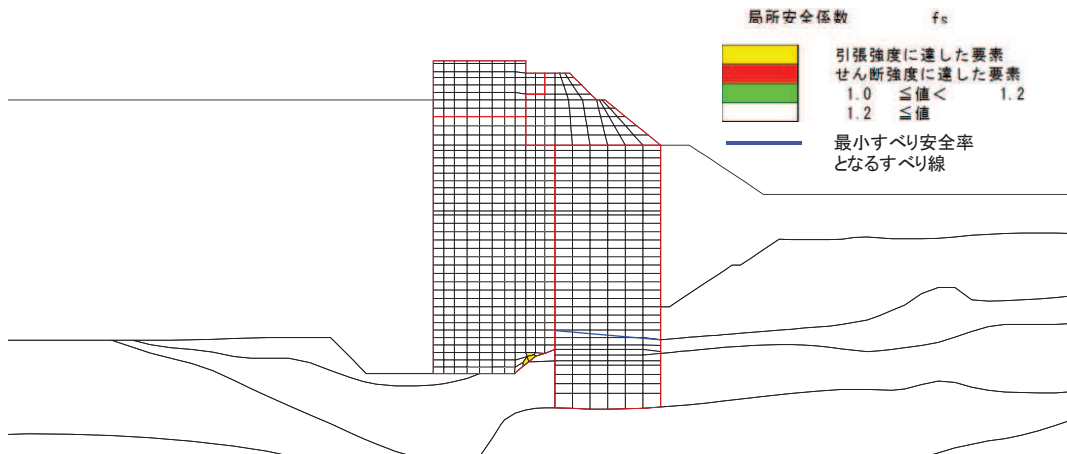 局所安全係数 fs
引張強度に達した要素
せん断強度に達した要素
1.0 ≦値< 1.2
1.2 ≦値
最小すべり安全率
となるすべり線